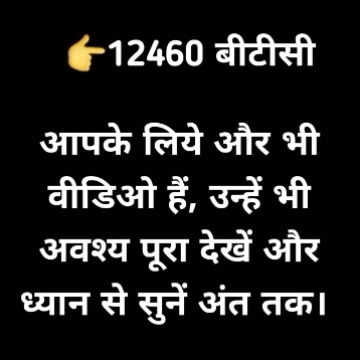 👉12460 बीटीसी
आपके लिये और भी
वीडिओ हैं, उन्हें भी
अवश्य पूरा देखें और
ध्यान से सुनें अंत तक।